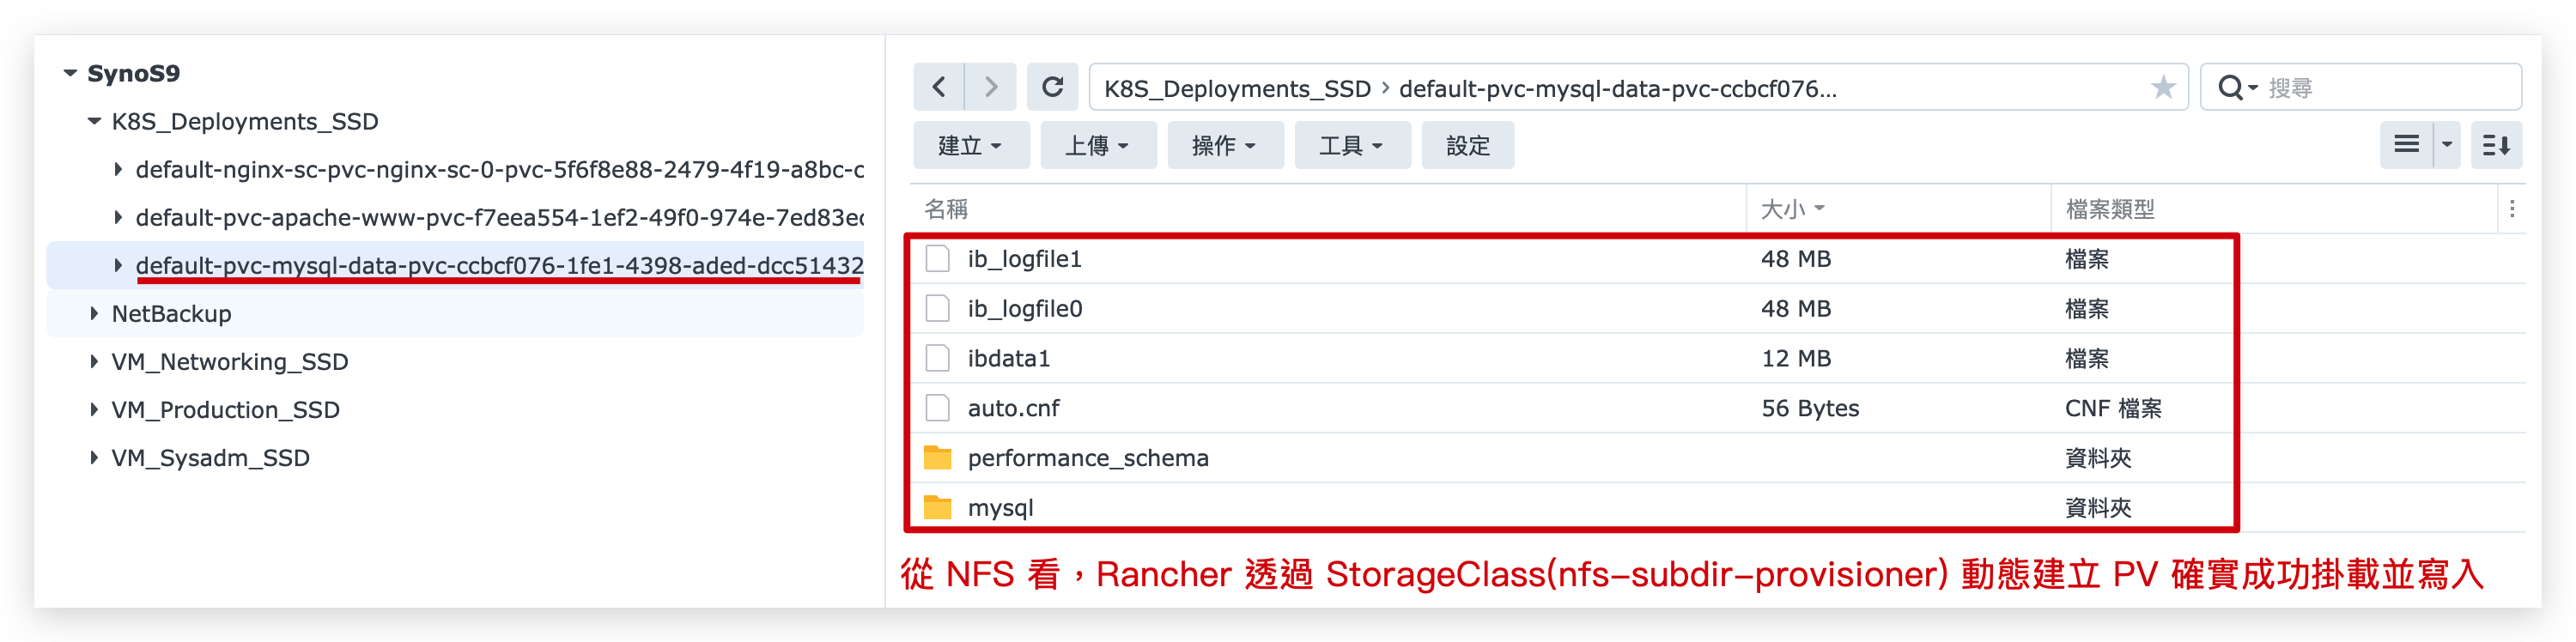 SynoS9
K8S_Deployments_SSD
default-nginx-sc-pvc-nginx-sc-0-pvc-5f6f8e88-2479-4f19-a8bc-c
default-pvc-apache-www-pvc-f7eea554-1ef2-49f0-974e-7ed83ec
default-pvc-mysql-data-pvc-ccbcf076-1fe1-4398-aded-dcc51432
NetBackup
VM_Networking_SSD
VM_Production_SSD
VM_Sysadm_SSD
K8S_Deployments_SSD › default-pvc-mysql-data-pvc-ccbcf076...
搜尋
建立 上傳 操作 工具 設定
名稱 大小 檔案類型
ib_logfile1 48 MB 檔案
ib_logfile0 48 MB 檔案
ibdata1 12 MB 檔案
auto.cnf 56 Bytes CNF 檔案
performance_schema 資料夾
mysql 資料夾
從 NFS 看，Rancher 透過 StorageClass(nfs-subdir-provisioner) 動態建立 PV 確實成功掛載並寫入